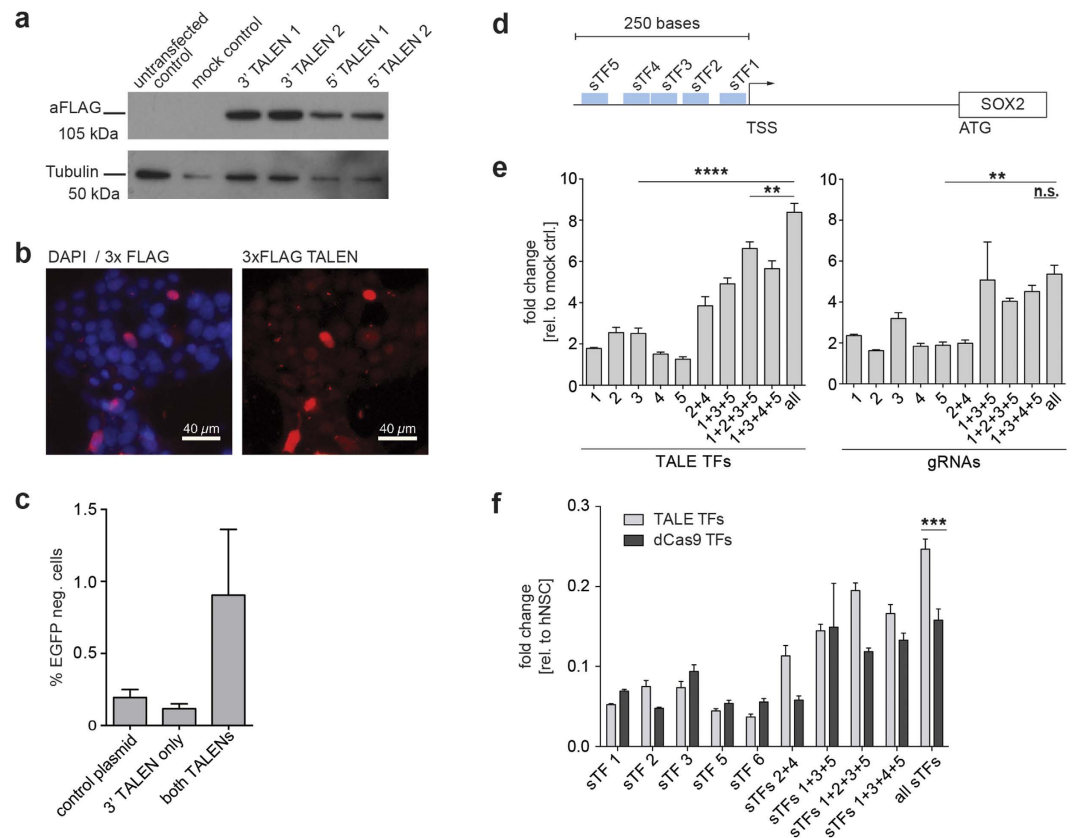 a
untransfected
control
mock control
3' TALEN 1
3' TALEN 2
5' TALEN 1
5' TALEN 2
aFLAG
105 kDa
Tubulin
50 kDa
b
DAPI / 3x FLAG
3xFLAG TALEN
40 µm
40 µm
c
% EGFP neg. cells
1.5
1.0
0.5
0
control plasmid
3' TALEN only
both TALENs
d
250 bases
sTF5
sTF4
sTF3
sTF2
sTF1
SOX2
TSS
ATG
e
fold change
[rel. to mock ctrl.]
10
8
6
4
2
0
****
**
1
2
3
4
5
2+4
1+3+5
1+2+3+5
1+3+4+5
all
TALE TFs
10
8
6
4
2
0
**
n.s.
1
2
3
4
5
2+4
1+3+5
1+2+3+5
1+3+4+5
all
gRNAs
f
fold change
[rel. to hNSC]
0.3
0.2
0.1
0.0
TALE TFs
dCas9 TFs
***
sTF 1
sTF 2
sTF 3
sTF 5
sTF 6
sTFs 2+4
sTFs 1+3+5
sTFs 1+2+3+5
sTFs 1+3+4+5
all sTFs